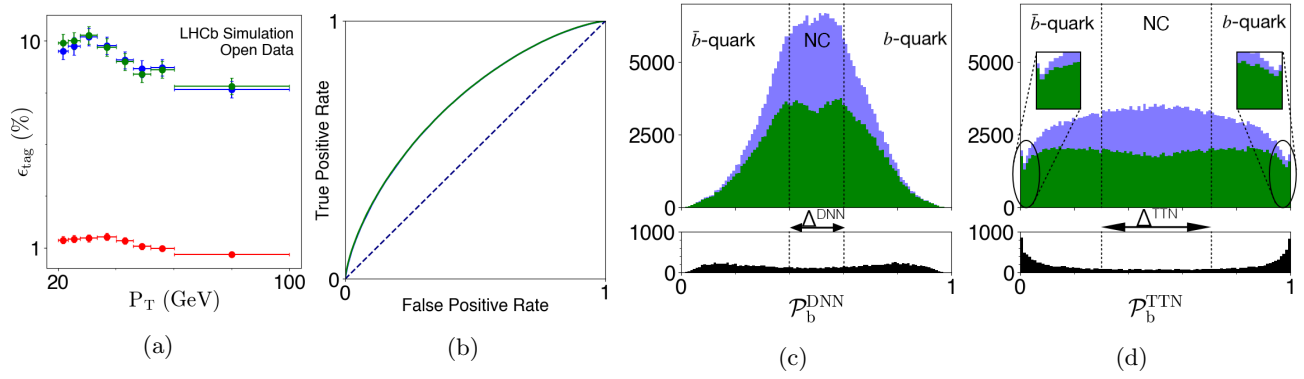 LHCb Simulation
Open Data
10
1
ϵ_tag (%)
20
100
P_T (GeV)
(a)
1
True Positive Rate
0
0
1
False Positive Rate
(b)
b̄-quark
NC
b-quark
5000
2500
0
Δ^DNN
1000
0
0
1
𝒫_b^DNN
(c)
b̄-quark
NC
b-quark
5000
2500
0
Δ^TTN
1000
0
0
1
𝒫_b^TTN
(d)